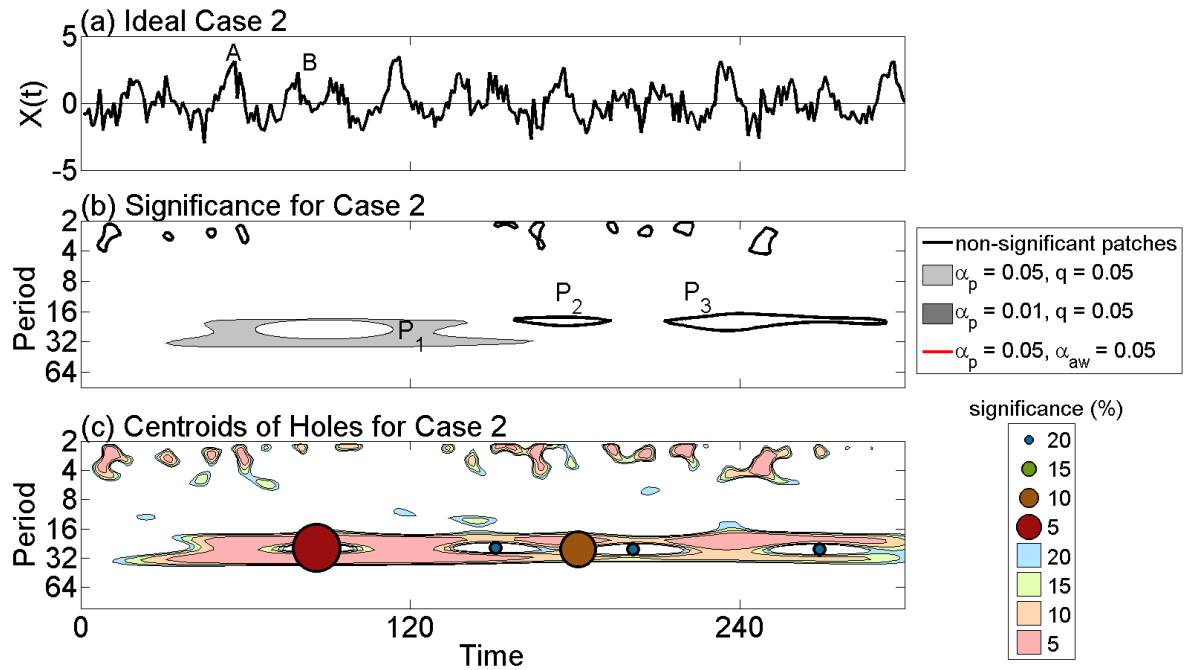 (a) Ideal Case 2
5
0
-5
X(t)
A
B
(b) Significance for Case 2
2
4
8
16
32
64
Period
P₁
P₂
P₃
non-significant patches
αₚ = 0.05, q = 0.05
αₚ = 0.01, q = 0.05
αₚ = 0.05, α_aw = 0.05
(c) Centroids of Holes for Case 2
2
4
8
16
32
64
Period
0
120
240
Time
significance (%)
20
15
10
5
20
15
10
5